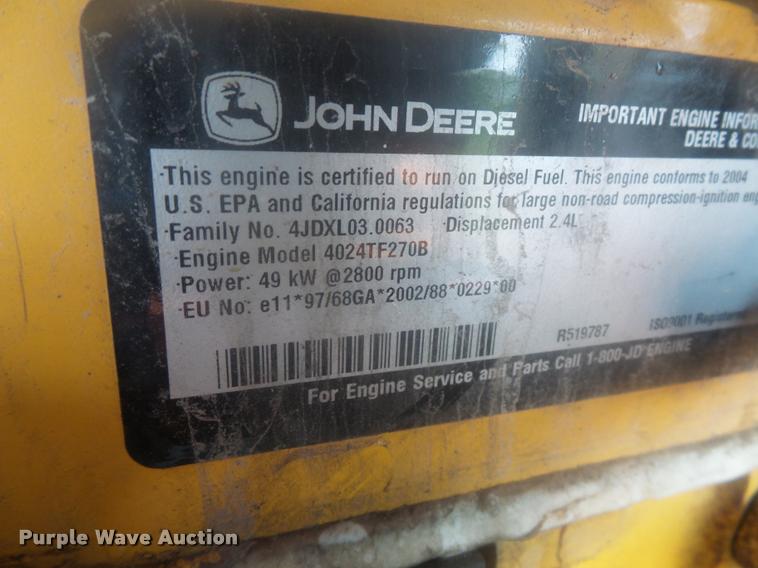 JOHN DEERE
IMPORTANT ENGINE
DEERE &
·This engine is certified to run on Diesel Fuel. This engine conforms to 2004
U.S. EPA and California regulations for large non-road compression-ignition
·Family No. 4JDXL03.0063 Displacement 2.4L
·Engine Model 4024TF270B
·Power: 49 kW @2800 rpm
·EU No: e11*97/68GA*2002/88*0229*00
R519787 ISO9001
For Engine Service and Parts Call 1-800-JD ENGINE
Purple Wave Auction